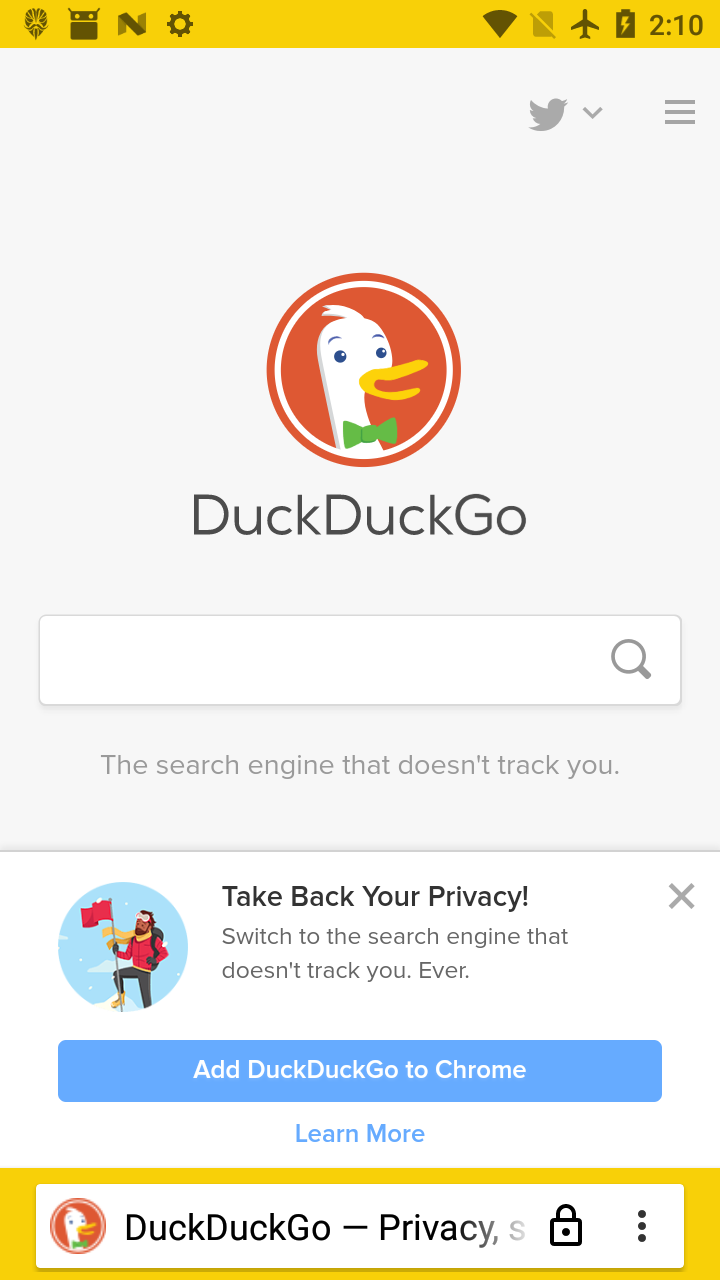 2:10
DuckDuckGo
The search engine that doesn't track you.
Take Back Your Privacy!
Switch to the search engine that
doesn't track you. Ever.
Add DuckDuckGo to Chrome
Learn More
DuckDuckGo — Privacy, s